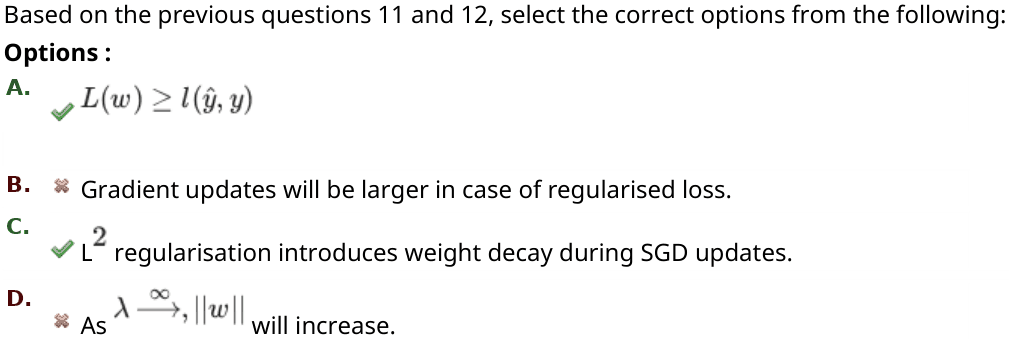 Based on the previous questions 11 and 12, select the correct options from the following:
Options :
A. L(w) ≥ l(ŷ, y)
B. Gradient updates will be larger in case of regularised loss.
C. L² regularisation introduces weight decay during SGD updates.
D. As λ \xrightarrow{∞}, ||w|| will increase.